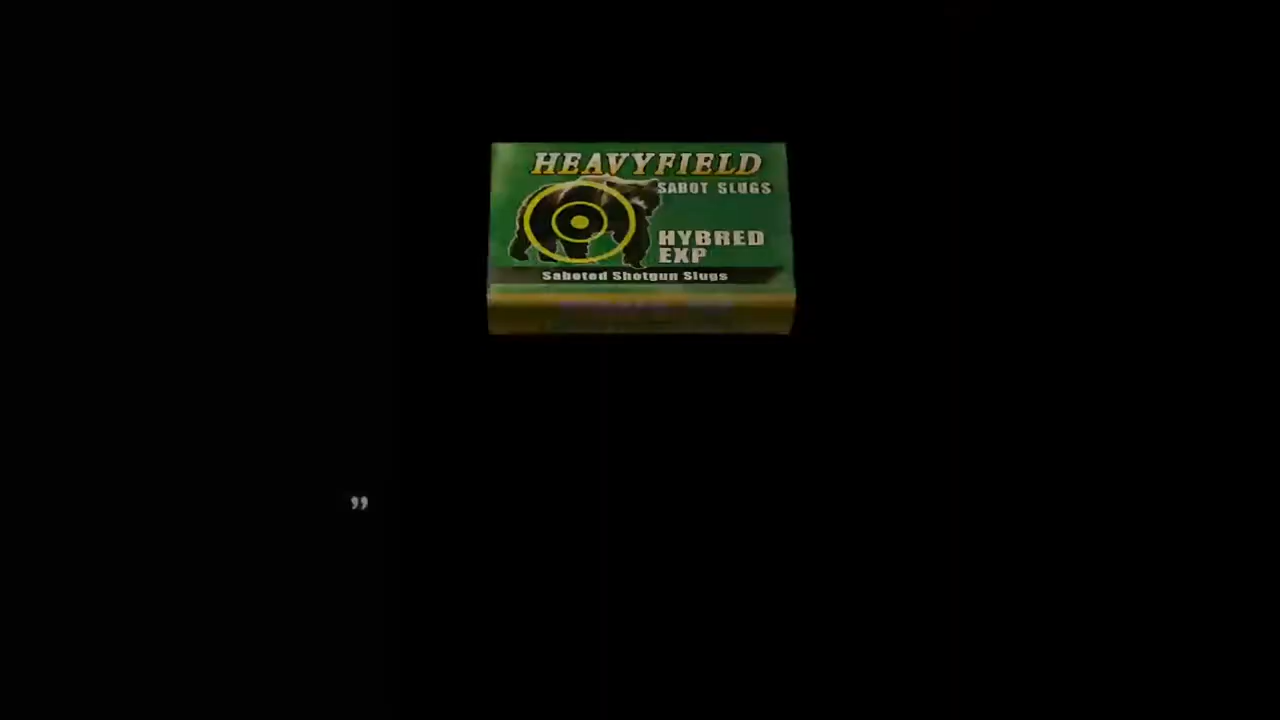 HEAVYFIELD
SABOT SLUGS
HYBRED
EXP
Saboted Shotgun Slugs
”